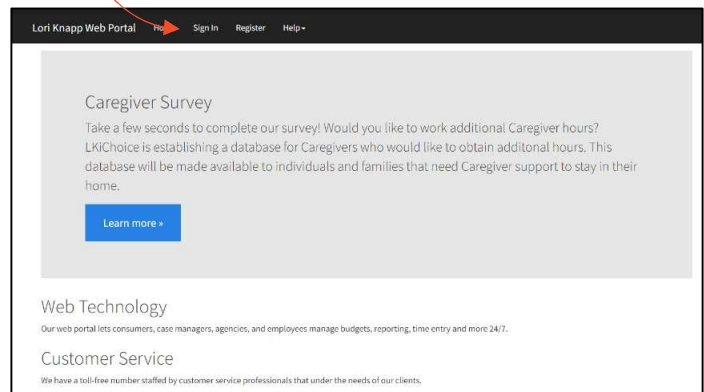 Lori Knapp Web Portal Sign In Register Help
Caregiver Survey
Take a few seconds to complete our survey! Would you like to work additional Caregiver hours?
LKiChoice is establishing a database for Caregivers who would like to obtain additonal hours. This
database will be made available to individuals and families that need Caregiver support to stay in their
home.
Learn more »
Web Technology
Our web portal lets consumers, case managers, agencies, and employees manage budgets, reporting, time entry and more 24/7.
Customer Service
We have a toll-free number staffed by customer service professionals that under the needs of our clients.